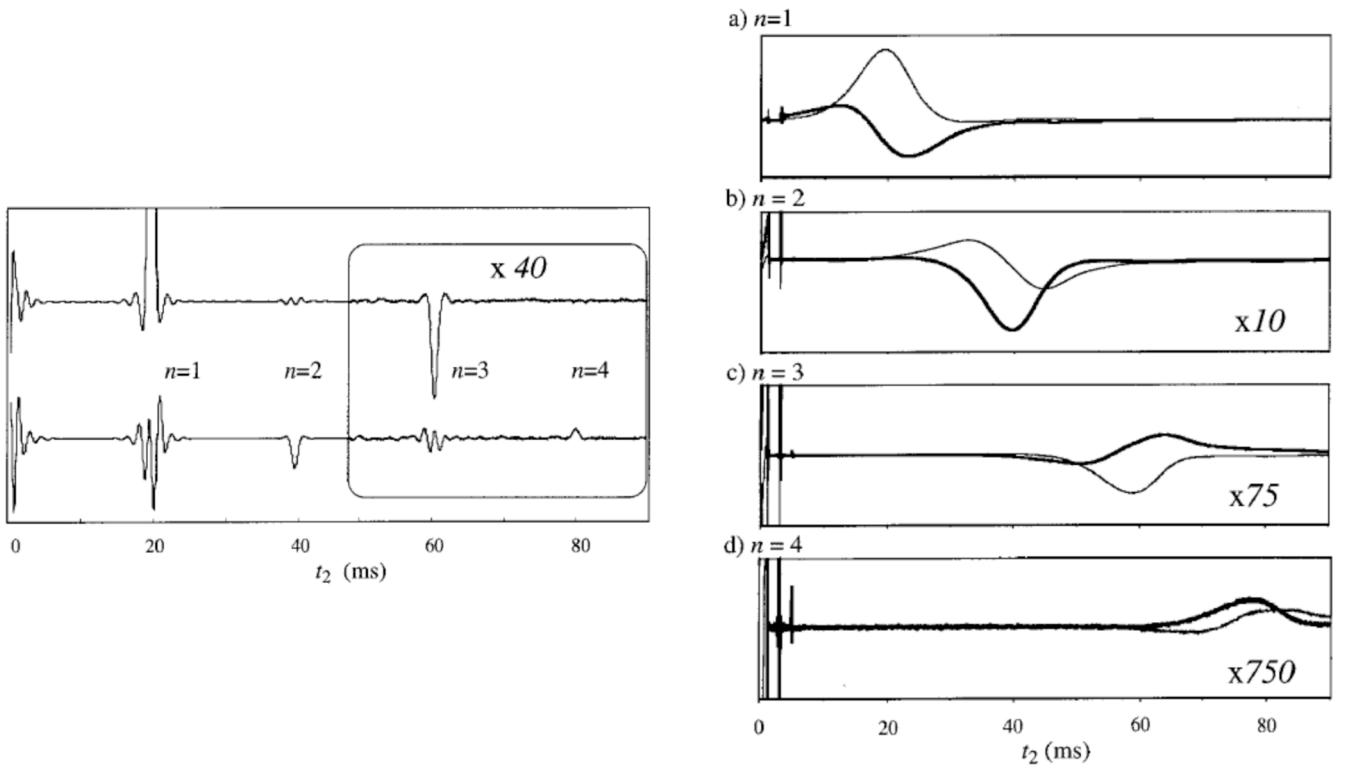 x 40
n=1 n=2 n=3 n=4
0 20 40 60 80
t₂ (ms)
a) n=1
b) n = 2
x10
c) n = 3
x75
d) n = 4
x750
0 20 40 60 80
t₂ (ms)